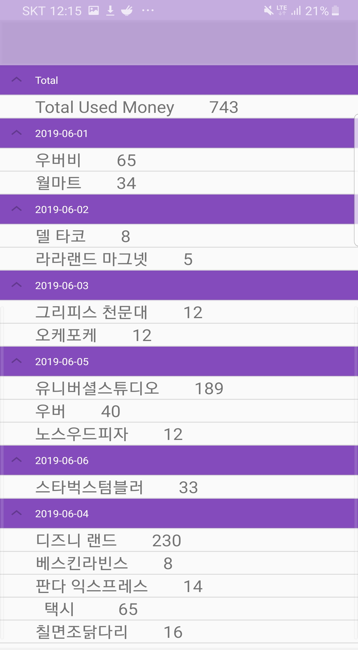 SKT 12:15 LTE 21%
Total
Total Used Money 743
2019-06-01
우버비 65
월마트 34
2019-06-02
델 타코 8
라라랜드 마그넷 5
2019-06-03
그리피스 천문대 12
오케포케 12
2019-06-05
유니버셜스튜디오 189
우버 40
노스우드피자 12
2019-06-06
스타벅스텀블러 33
2019-06-04
디즈니 랜드 230
베스킨라빈스 8
판다 익스프레스 14
택시 65
칠면조닭다리 16